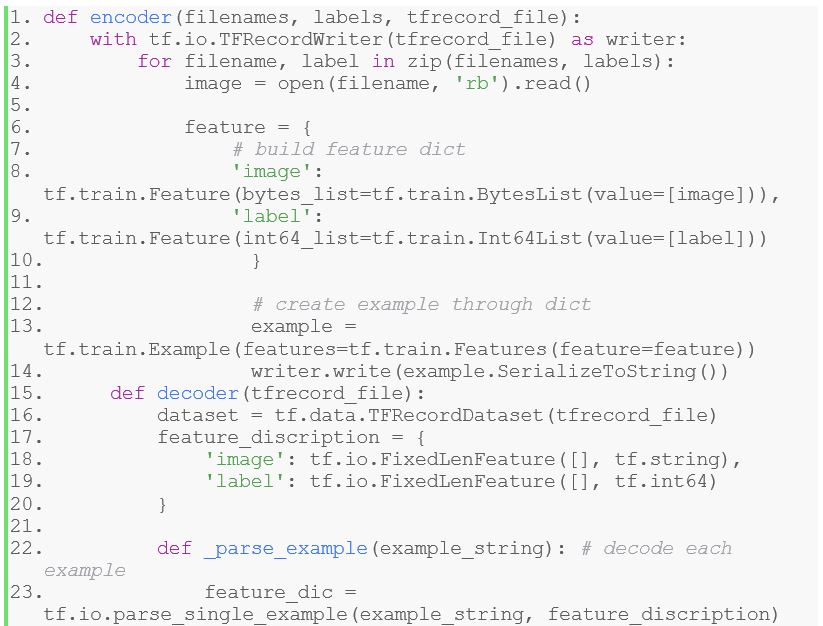 1. def encoder(filenames, labels, tfrecord_file):
2.     with tf.io.TFRecordWriter(tfrecord_file) as writer:
3.         for filename, label in zip(filenames, labels):
4.             image = open(filename, 'rb').read()
5.
6.             feature = {
7.                 # build feature dict
8.                 'image':
tf.train.Feature(bytes_list=tf.train.BytesList(value=[image])),
9.                 'label':
tf.train.Feature(int64_list=tf.train.Int64List(value=[label]))
10.                 }
11.
12.                 # create example through dict
13.                 example =
tf.train.Example(features=tf.train.Features(feature=feature))
14.                 writer.write(example.SerializeToString())
15.     def decoder(tfrecord_file):
16.         dataset = tf.data.TFRecordDataset(tfrecord_file)
17.         feature_discription = {
18.             'image': tf.io.FixedLenFeature([], tf.string),
19.             'label': tf.io.FixedLenFeature([], tf.int64)
20.         }
21.
22.         def _parse_example(example_string): # decode each
example
23.             feature_dic =
tf.io.parse_single_example(example_string, feature_discription)